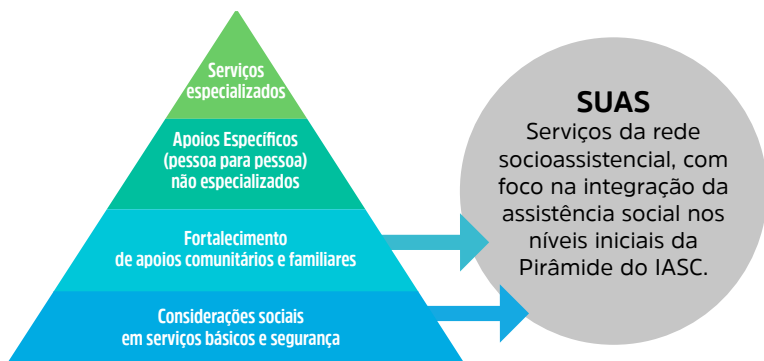 Serviços
especializados
Apoios Específicos
(pessoa para pessoa)
não especializados
Fortalecimento
de apoios comunitários e familiares
Considerações sociais
em serviços básicos e segurança
SUAS
Serviços da rede
socioassistencial, com
foco na integração da
assistência social nos
níveis iniciais da
Pirâmide do IASC.